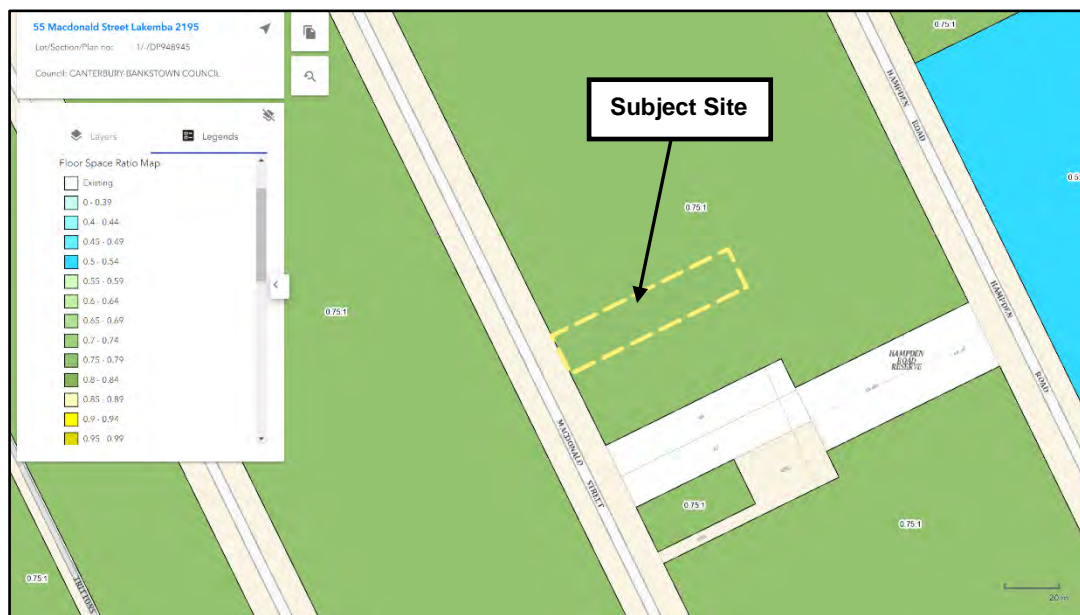 55 Macdonald Street Lakemba 2195
Lot/Section/Plan no: 1/-/DP948945
Council: CANTERBURY-BANKSTOWN COUNCIL
Layers
Legends
Floor Space Ratio Map
Existing
0 - 0.39
0.4 - 0.44
0.45 - 0.49
0.5 - 0.54
0.55 - 0.59
0.6 - 0.64
0.65 - 0.69
0.7 - 0.74
0.75 - 0.79
0.8 - 0.84
0.85 - 0.89
0.9 - 0.94
0.95 - 0.99
Subject Site
0.75:1
HAMPDEN
ROAD
0.5:
0.75:1
0.75:1
HAMPDEN
ROAD
HAMPDEN
ROAD
RESERVE
MACDONALD
STREET
0.75:1
0.75:1
0.75:1
TRITTONS
20 m